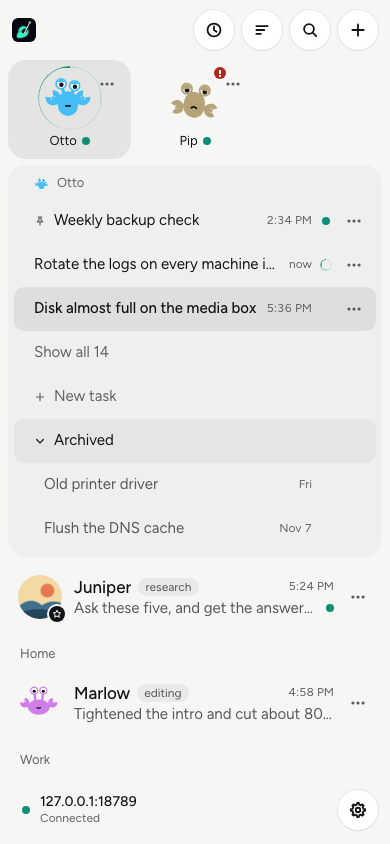 Otto
Pip
Otto
Weekly backup check 2:34 PM
Rotate the logs on every machine i... now
Disk almost full on the media box 5:36 PM
Show all 14
+ New task
Archived
Old printer driver Fri
Flush the DNS cache Nov 7
Juniper research 5:24 PM
Ask these five, and get the answer...
Home
Marlow editing 4:58 PM
Tightened the intro and cut about 80...
Work
127.0.0.1:18789
Connected